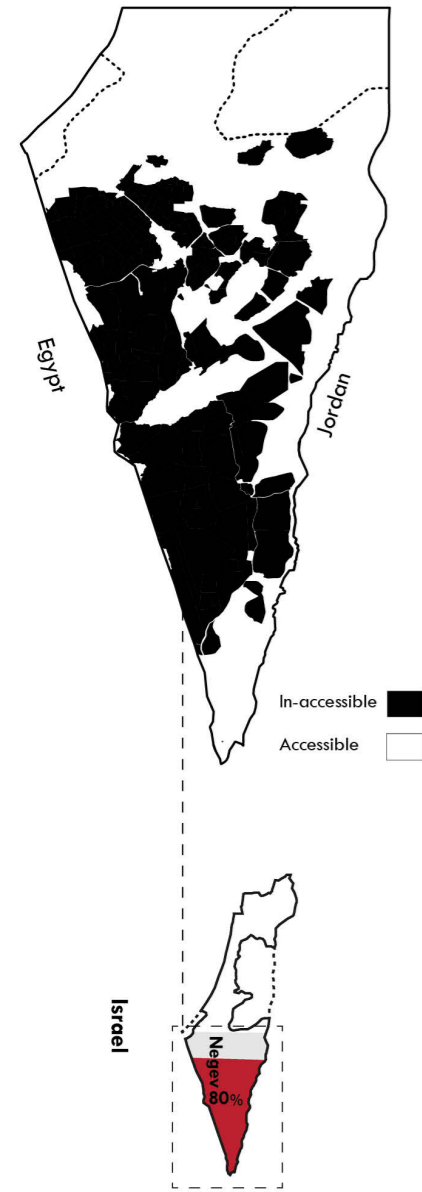 Egypt
Jordan
In-accessible
Accessible
Israel
Negev
80%